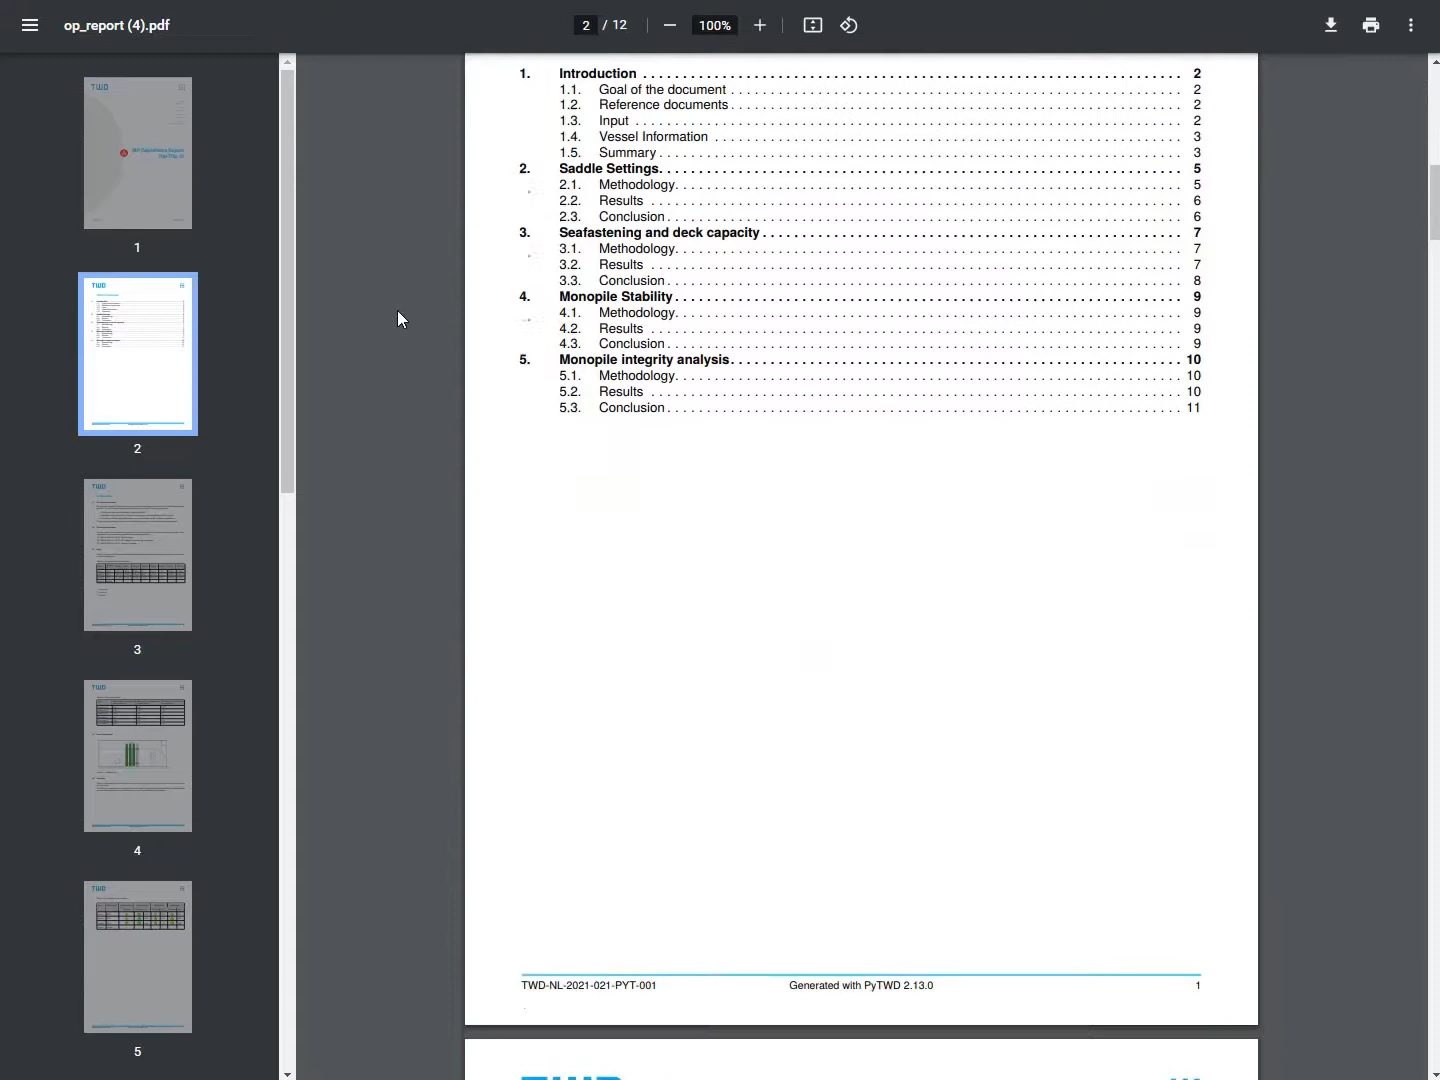 op_report (4).pdf
2 / 12
100%
1. Introduction 2
1.1. Goal of the document 2
1.2. Reference documents 2
1.3. Input 2
1.4. Vessel Information 3
1.5. Summary 3
2. Saddle Settings 5
2.1. Methodology 5
2.2. Results 6
2.3. Conclusion 6
3. Seafastening and deck capacity 7
3.1. Methodology 7
3.2. Results 7
3.3. Conclusion 8
4. Monopile Stability 9
4.1. Methodology 9
4.2. Results 9
4.3. Conclusion 9
5. Monopile integrity analysis 10
5.1. Methodology 10
5.2. Results 10
5.3. Conclusion 11
TWD-NL-2021-021-PYT-001 Generated with PyTWD 2.13.0 1
TWD
1
TWD
2
TWD
3
TWD
4
TWD
5